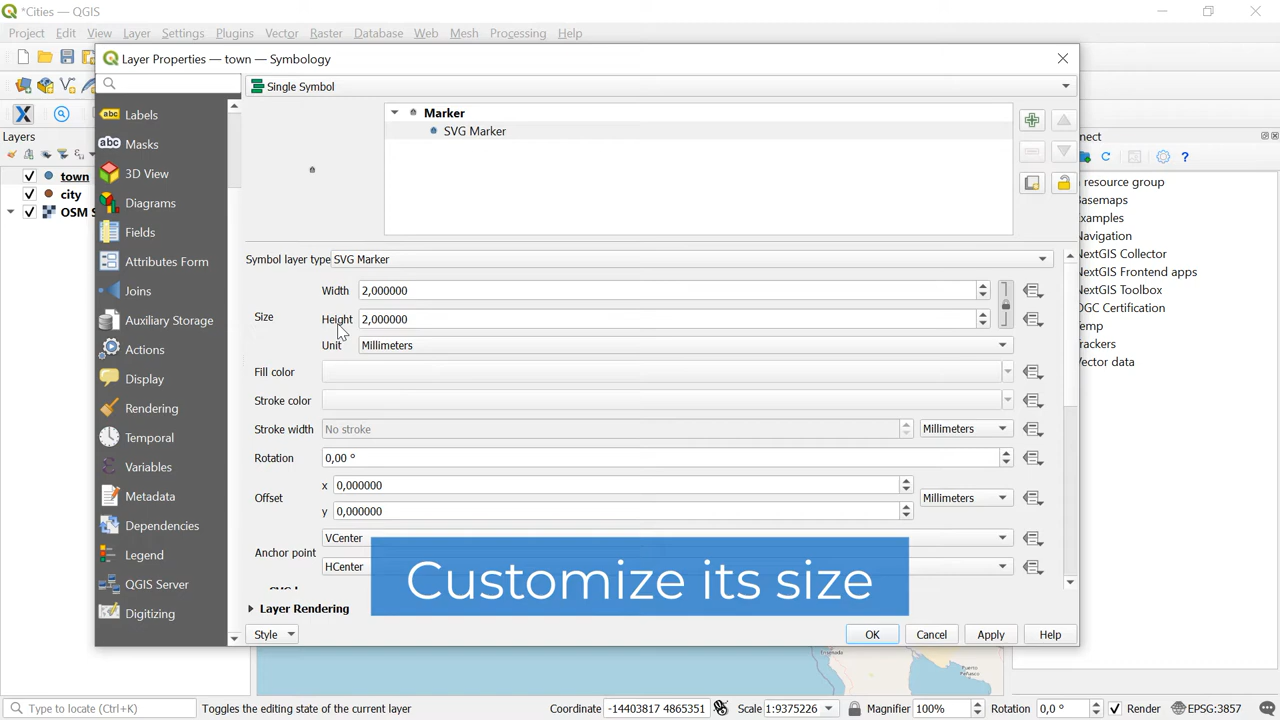 *Cities — QGIS
Project Edit View Layer Settings Plugins Vector Raster Database Web Mesh Processing Help
Layer Properties — town — Symbology
Single Symbol
Labels
Masks
3D View
Diagrams
Fields
Attributes Form
Joins
Auxiliary Storage
Actions
Display
Rendering
Temporal
Variables
Metadata
Dependencies
Legend
QGIS Server
Digitizing
Marker
SVG Marker
Symbol layer type SVG Marker
Size
Width 2,000000
Height 2,000000
Unit Millimeters
Fill color
Stroke color
Stroke width No stroke Millimeters
Rotation 0,00 °
Offset
x 0,000000
y 0,000000
Millimeters
Anchor point
VCenter
HCenter
Layer Rendering
Customize its size
Style OK Cancel Apply Help
Layers
town
city
OSM S
nect
resource group
Basemaps
Examples
Navigation
NextGIS Collector
NextGIS Frontend apps
NextGIS Toolbox
OGC Certification
Temp
Trackers
Vector data
Ensenada
Puerto
Peñasco
Type to locate (Ctrl+K) Toggles the editing state of the current layer Coordinate -14403817 4865351 Scale 1:9375226 Magnifier 100% Rotation 0,0 ° Render EPSG:3857